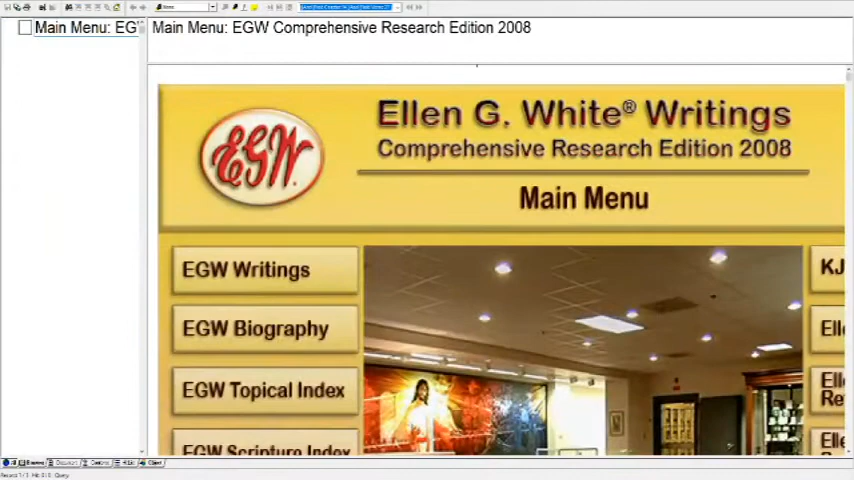 Main Menu: EGW
Main Menu: EGW Comprehensive Research Edition 2008
EGW
Ellen G. White® Writings
Comprehensive Research Edition 2008
Main Menu
EGW Writings
EGW Biography
EGW Topical Index
EGW Scripture Index
KJ
Elle
Elle
Re
Elle